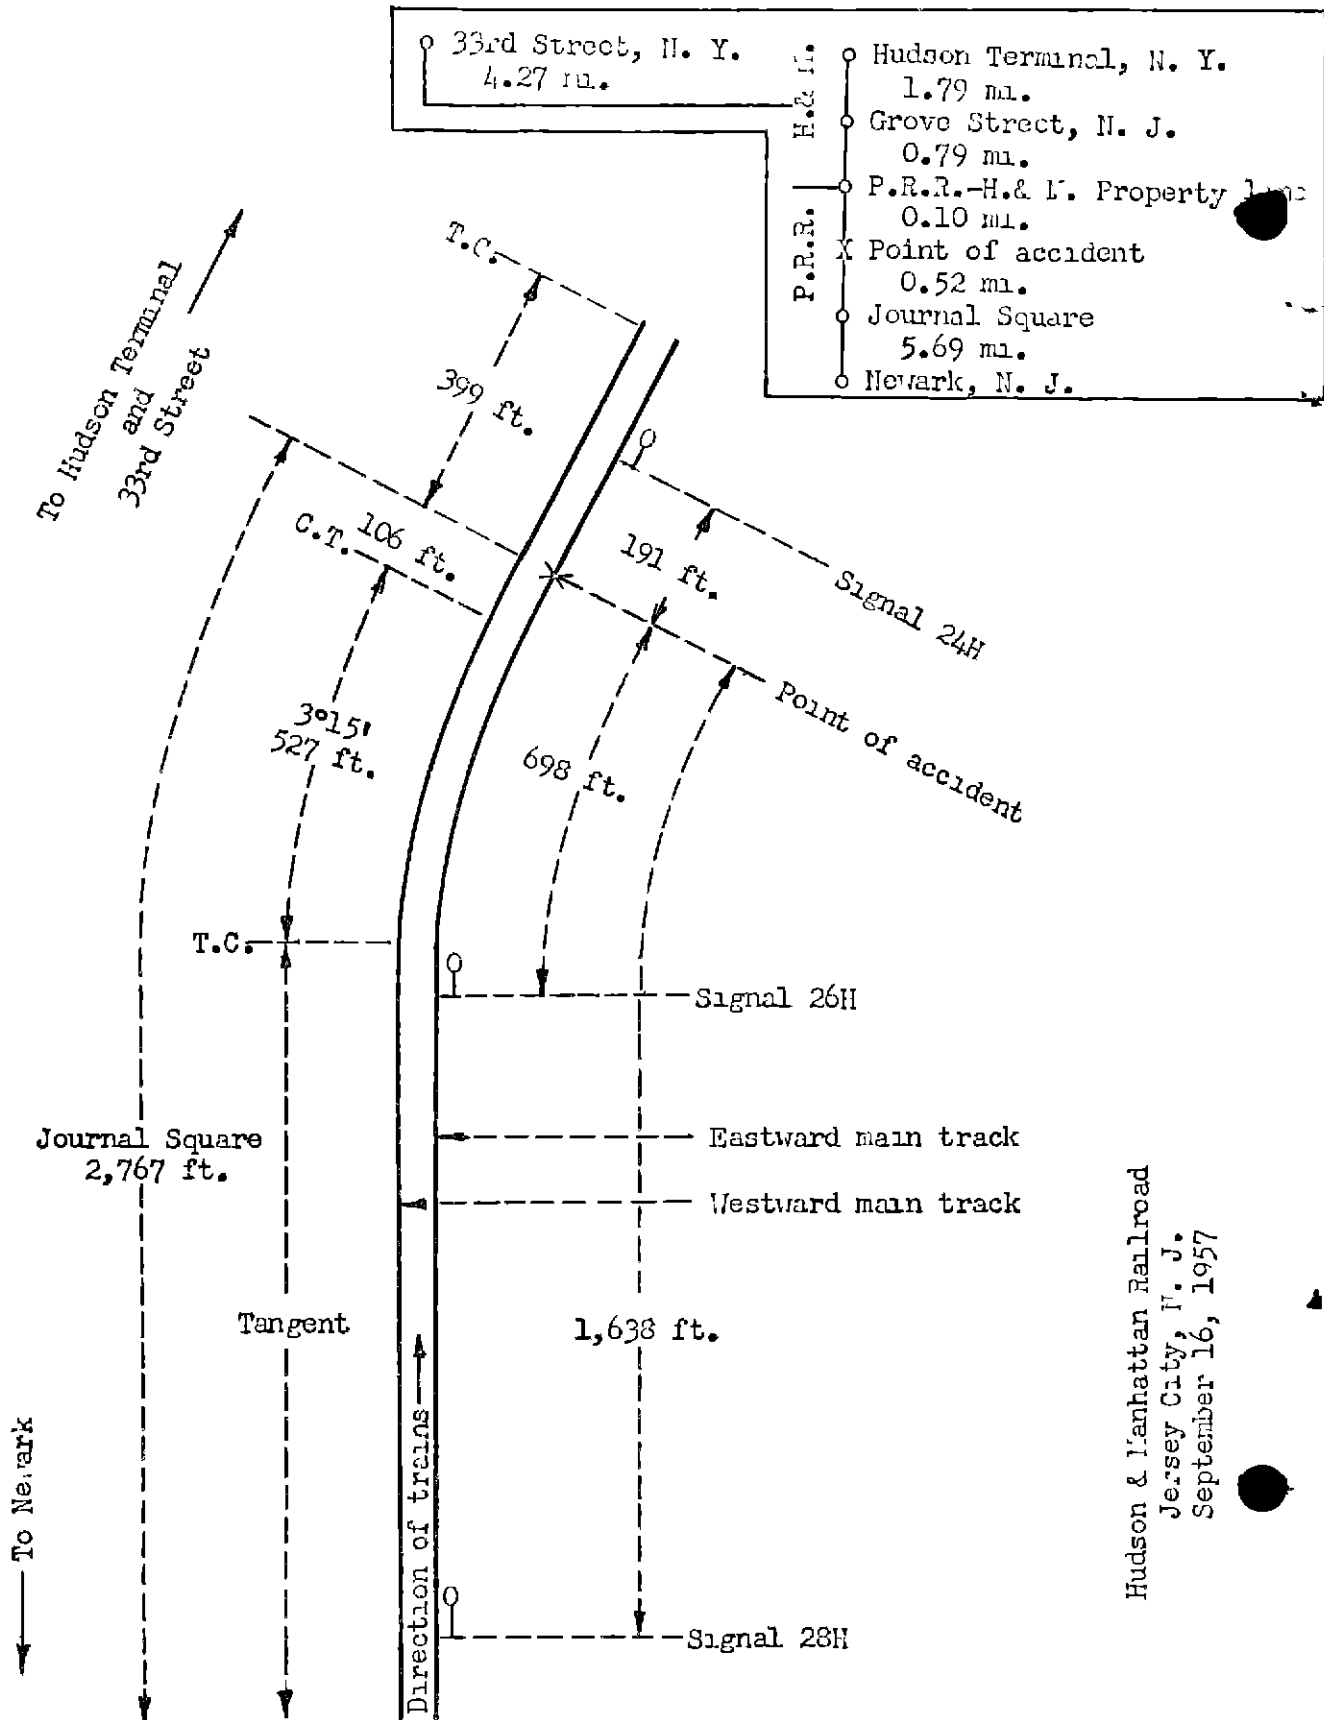 33rd Street, N. Y.
4.27 mi.
H.& M.
Hudson Terminal, N. Y.
1.79 mi.
Grove Street, N. J.
0.79 mi.
P.R.R.-H.& M. Property line
0.10 mi.
P.R.R.
X Point of accident
0.52 mi.
Journal Square
5.69 mi.
Newark, N. J.
To Hudson Terminal
and
33rd Street
T.C.
399 ft.
106 ft.
C.T.
191 ft.
Signal 24H
Point of accident
3°15'
527 ft.
698 ft.
T.C.
Signal 26H
Journal Square
2,767 ft.
Eastward main track
Westward main track
Tangent
1,638 ft.
Direction of trains
Signal 28H
To Newark
Hudson & Manhattan Railroad
Jersey City, N. J.
September 16, 1957